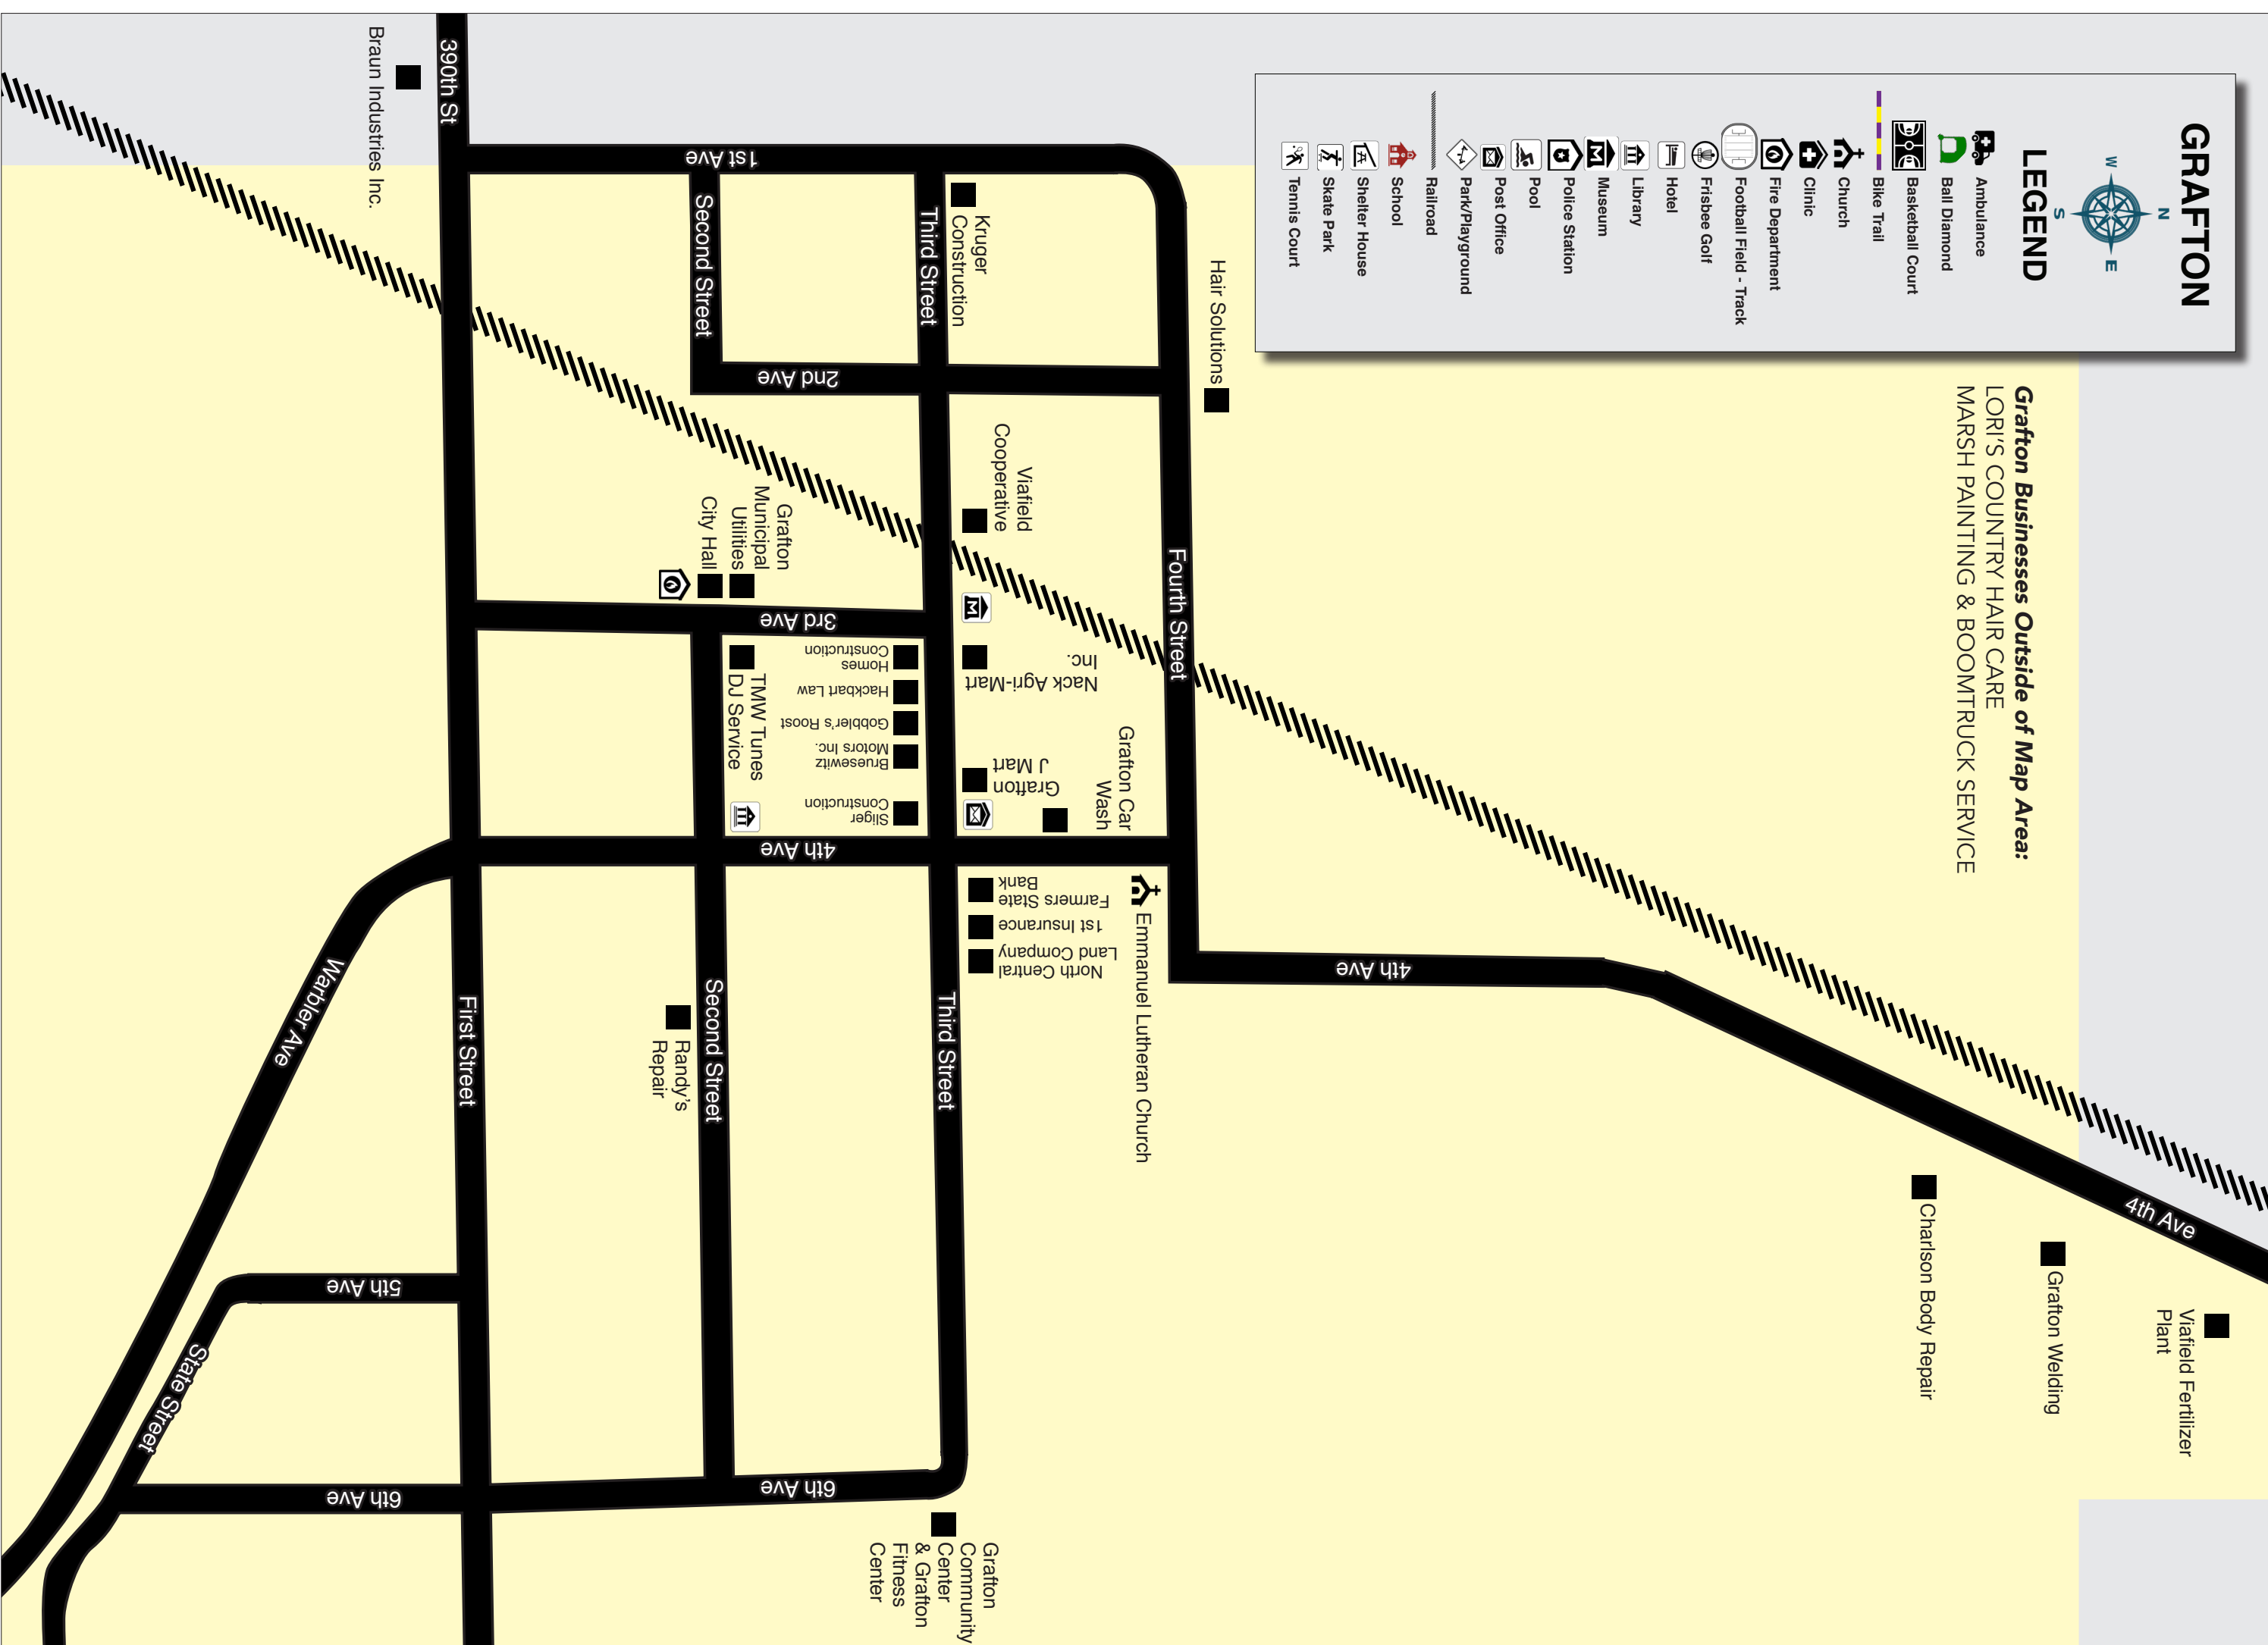 GRAFTON
N
W
E
S
LEGEND
Ambulance
Ball Diamond
Basketball Court
Bike Trail
Church
Clinic
Fire Department
Football Field - Track
Frisbee Golf
Hotel
Library
Museum
Police Station
Pool
Post Office
Park/Playground
Railroad
School
Shelter House
Skate Park
Tennis Court
Grafton Businesses Outside of Map Area:
LORI'S COUNTRY HAIR CARE
MARSH PAINTING & BOOMTRUCK SERVICE
Viafield Fertilizer
Plant
4th Ave
Grafton Welding
Charlson Body Repair
4th Ave
Hair Solutions
Fourth Street
Emmanuel Lutheran Church
Grafton Car
Wash
Kruger
Construction
Viafield
Cooperative
Nack Agri-Mart
Inc.
Grafton
J Mart
Farmers State
Bank
1st Insurance
North Central
Land Company
Third Street
Third Street
Grafton
Community
Center
& Grafton
Fitness
Center
Homes
Construction
Hackbart Law
Gobbler's Roost
Bruesewitz
Motors Inc.
Sliger
Construction
1st Ave
2nd Ave
3rd Ave
4th Ave
6th Ave
Grafton
Municipal
Utilities
City Hall
TMW Tunes
DJ Service
Second Street
Second Street
Randy's
Repair
390th St
First Street
Braun Industries Inc.
Warbler Ave
5th Ave
6th Ave
State Street